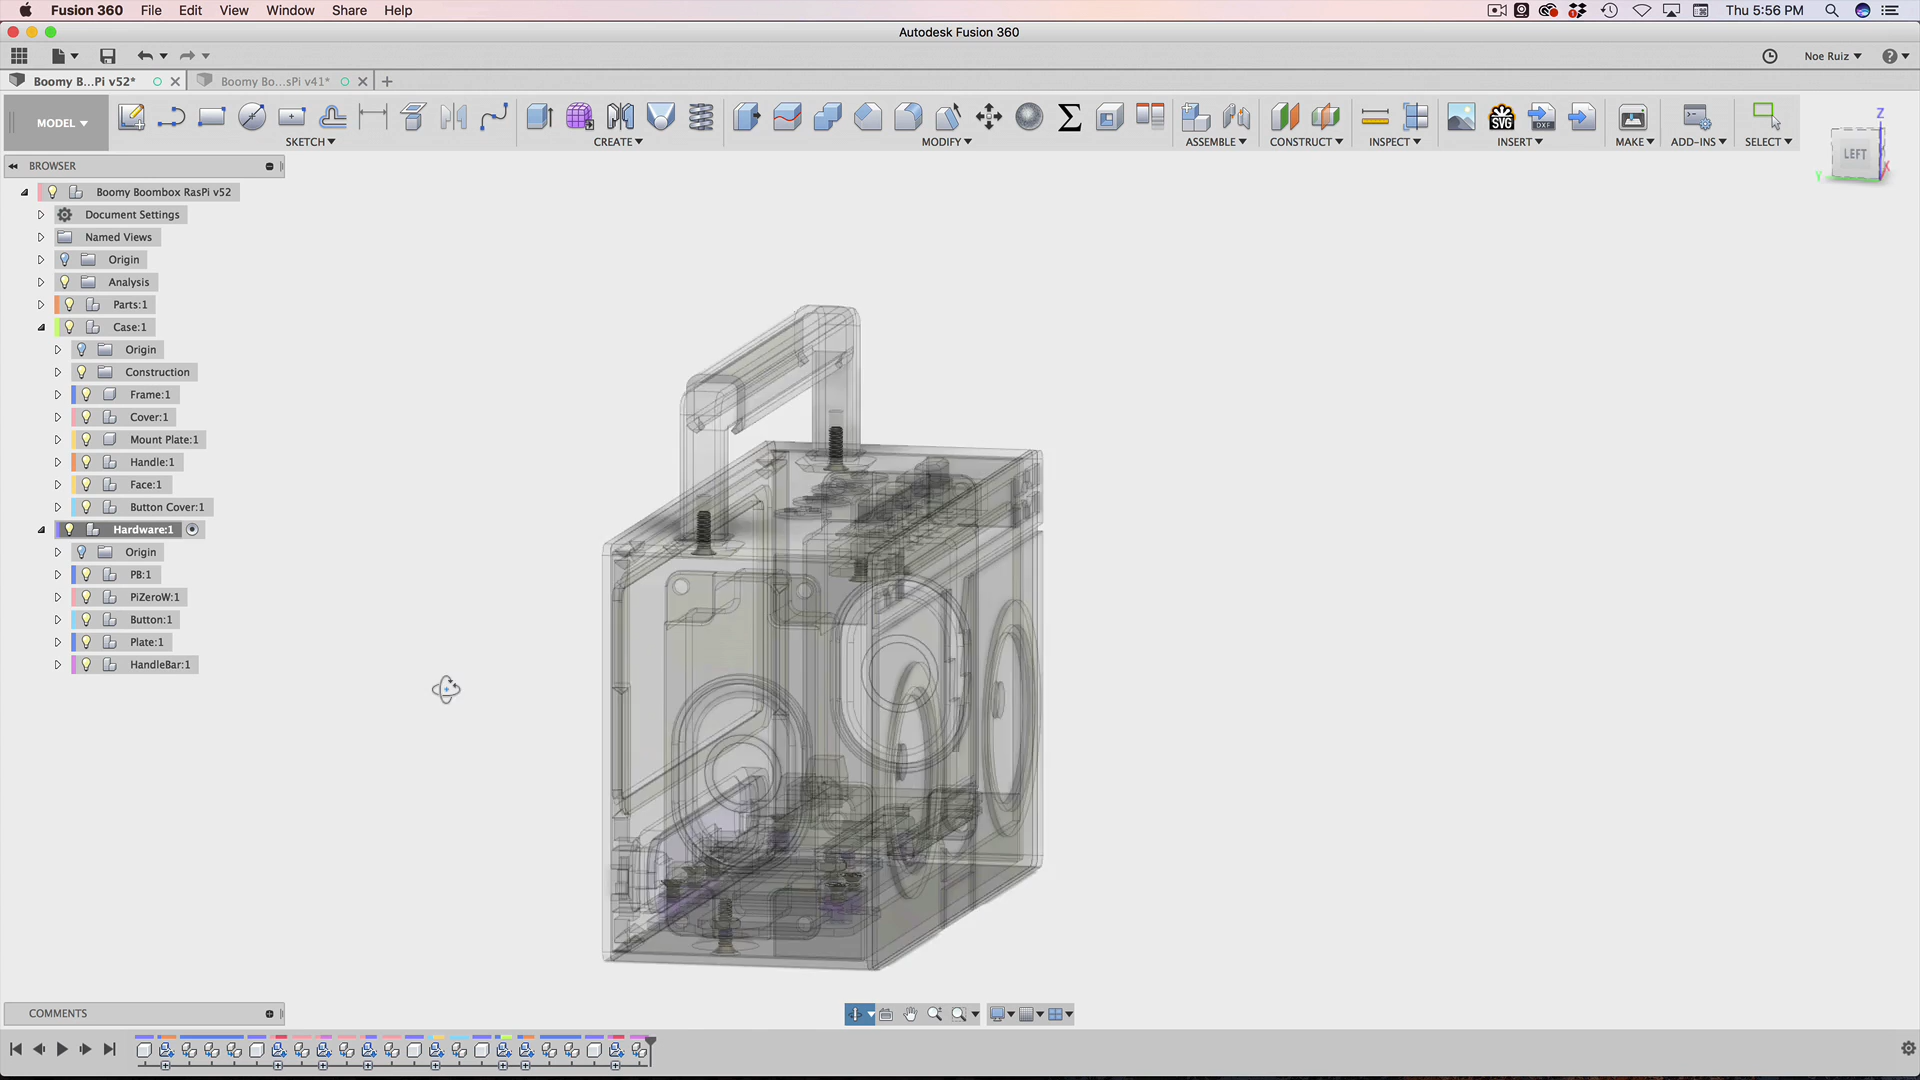 Fusion 360 File Edit View Window Share Help Thu 5:56 PM
Autodesk Fusion 360
Noe Ruiz
Boomy B...Pi v52* Boomy Bo...sPi v41*
MODEL
SVG DXF
SKETCH CREATE MODIFY ASSEMBLE CONSTRUCT INSPECT INSERT MAKE ADD-INS SELECT
Z
LEFT
Y X
BROWSER
Boomy Boombox RasPi v52
Document Settings
Named Views
Origin
Analysis
Parts:1
Case:1
Origin
Construction
Frame:1
Cover:1
Mount Plate:1
Handle:1
Face:1
Button Cover:1
Hardware:1
Origin
PB:1
PiZeroW:1
Button:1
Plate:1
HandleBar:1
COMMENTS